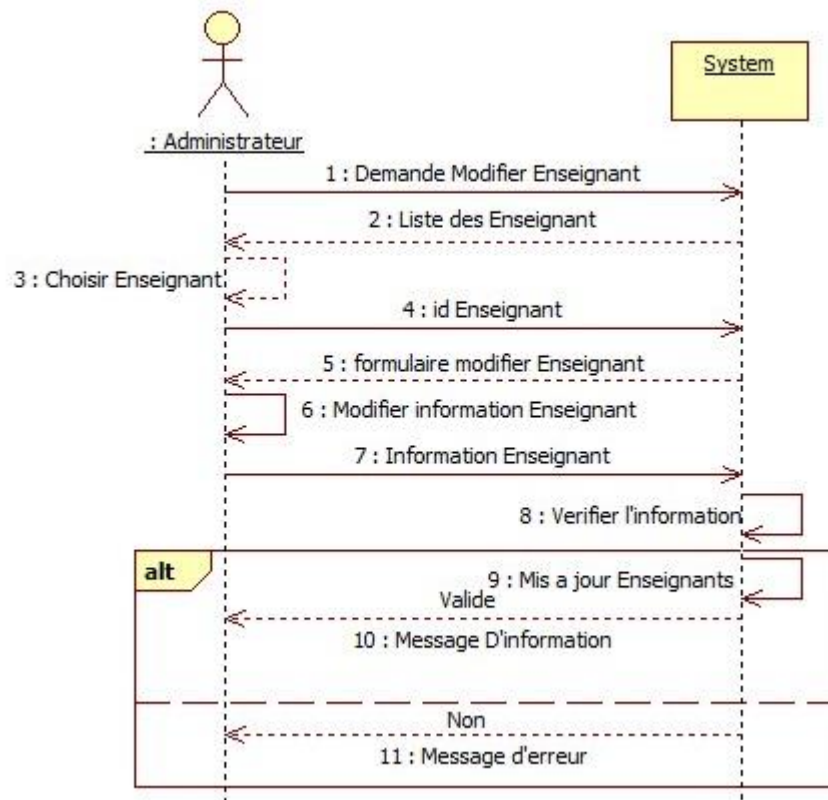 System
: Administrateur
1 : Demande Modifier Enseignant
2 : Liste des Enseignant
3 : Choisir Enseignant
4 : id Enseignant
5 : formulaire modifier Enseignant
6 : Modifier information Enseignant
7 : Information Enseignant
8 : Verifier l'information
alt
9 : Mis a jour Enseignants
Valide
10 : Message D'information
Non
11 : Message d'erreur